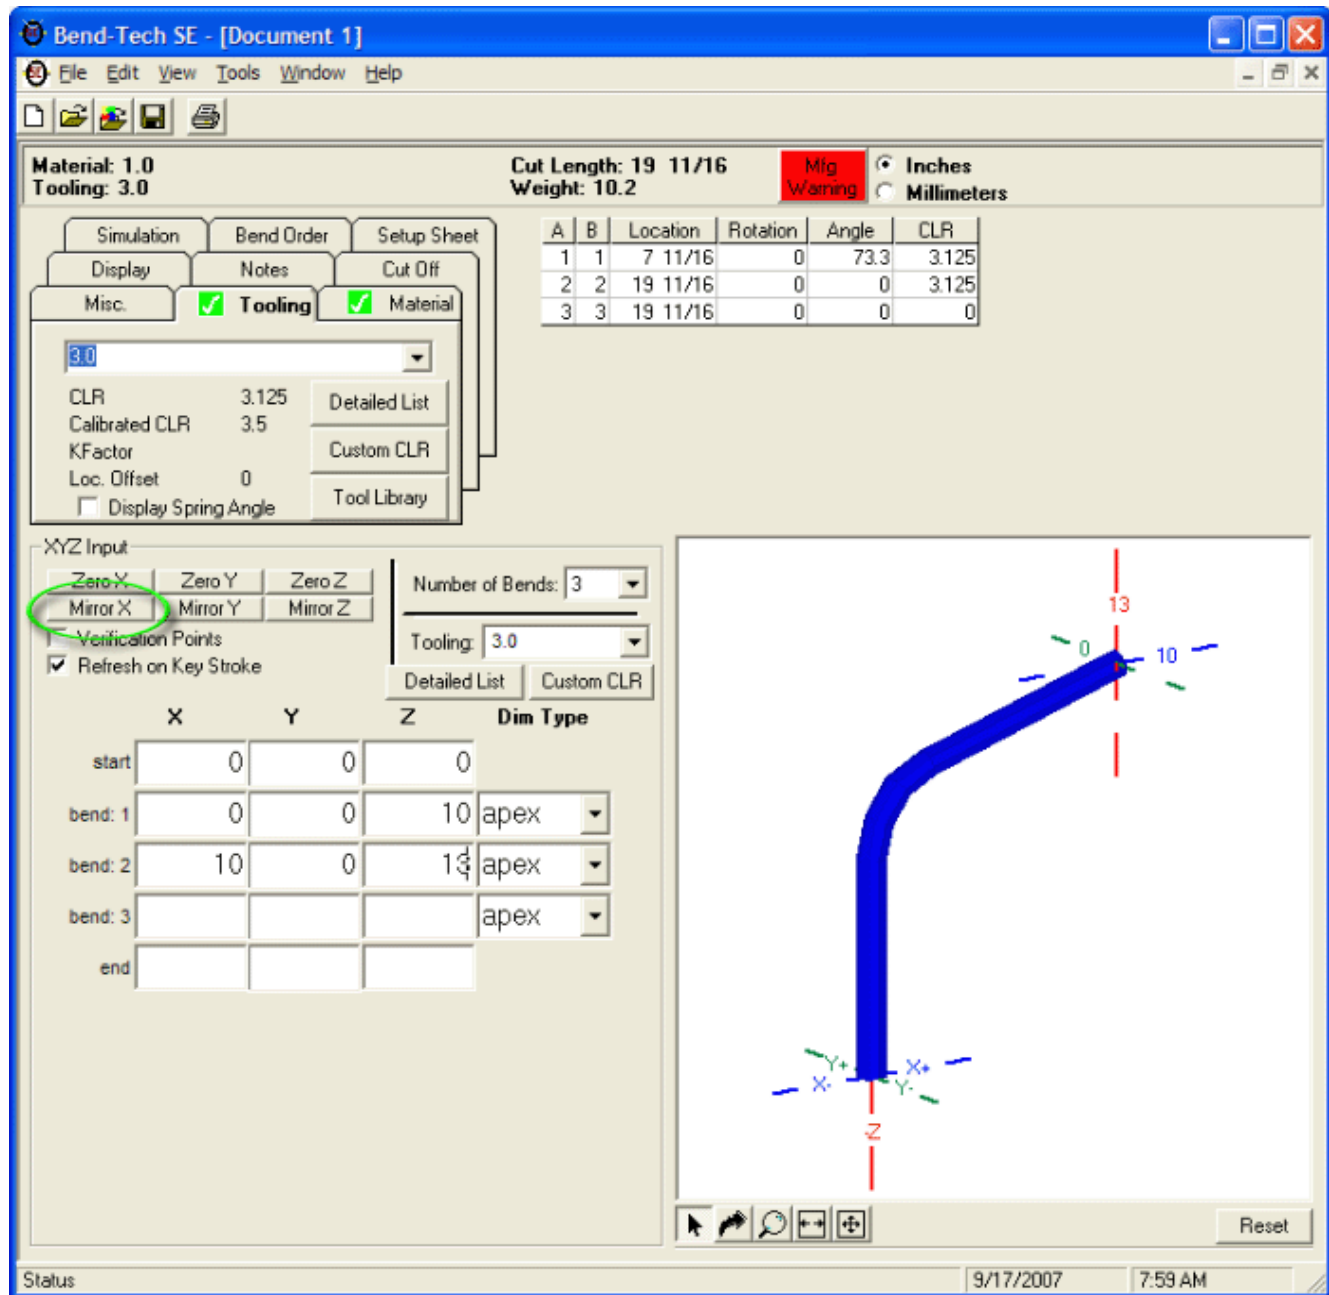 Bend-Tech SE - [Document 1]
File Edit View Tools Window Help
Material: 1.0 Cut Length: 19 11/16 Mfg Inches
Tooling: 3.0 Weight: 10.2 Warning Millimeters
Simulation Bend Order Setup Sheet
Display Notes Cut Off
Misc. Tooling Material
A B Location Rotation Angle CLR
1 1 7 11/16 0 73.3 3.125
2 2 19 11/16 0 0 3.125
3 3 19 11/16 0 0 0
3.0
CLR 3.125 Detailed List
Calibrated CLR 3.5
KFactor Custom CLR
Loc. Offset 0
Display Spring Angle Tool Library
XYZ Input
Zero X Zero Y Zero Z
Mirror X Mirror Y Mirror Z
Number of Bends: 3
Verification Points
Refresh on Key Stroke
Tooling: 3.0
Detailed List Custom CLR
X Y Z Dim Type
start 0 0 0
bend: 1 0 0 10 apex
bend: 2 10 0 13 apex
bend: 3 apex
end
13
0 10
Y+ X+
X- Y-
-Z
Reset
Status 9/17/2007 7:59 AM